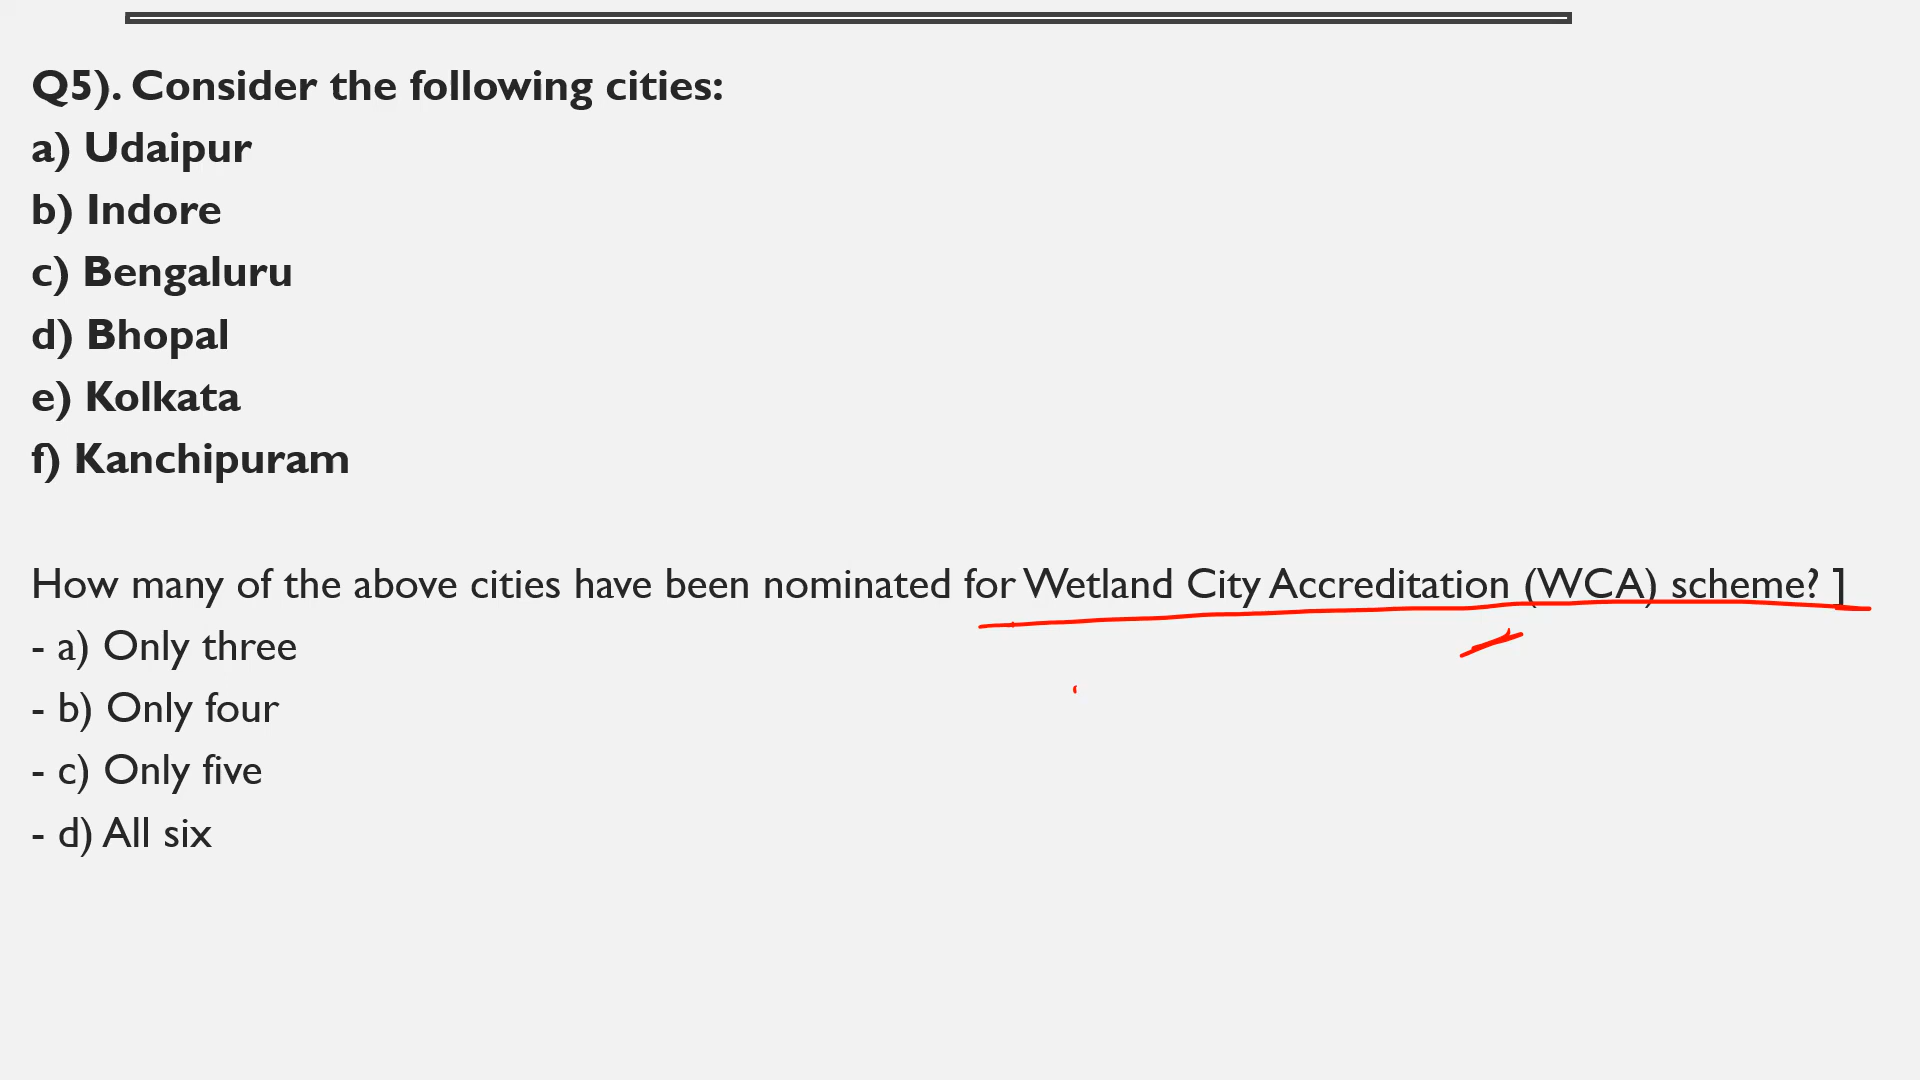 Q5). Consider the following cities:
a) Udaipur
b) Indore
c) Bengaluru
d) Bhopal
e) Kolkata
f) Kanchipuram
How many of the above cities have been nominated for Wetland City Accreditation (WCA) scheme? ]
- a) Only three
- b) Only four
- c) Only five
- d) All six